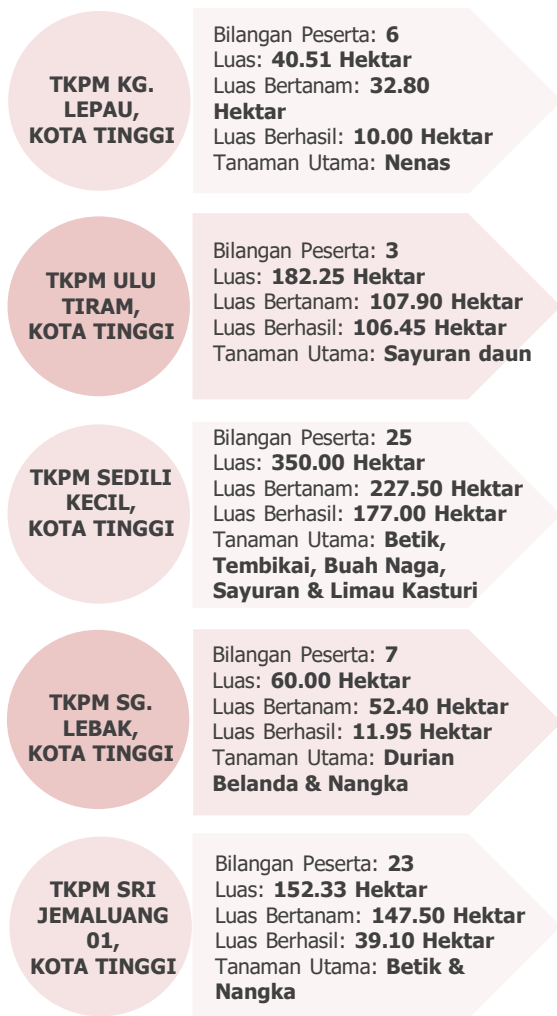 TKPM KG.
LEPAU,
KOTA TINGGI
Bilangan Peserta: 6
Luas: 40.51 Hektar
Luas Bertanam: 32.80
Hektar
Luas Berhasil: 10.00 Hektar
Tanaman Utama: Nenas
TKPM ULU
TIRAM,
KOTA TINGGI
Bilangan Peserta: 3
Luas: 182.25 Hektar
Luas Bertanam: 107.90 Hektar
Luas Berhasil: 106.45 Hektar
Tanaman Utama: Sayuran daun
TKPM SEDILI
KECIL,
KOTA TINGGI
Bilangan Peserta: 25
Luas: 350.00 Hektar
Luas Bertanam: 227.50 Hektar
Luas Berhasil: 177.00 Hektar
Tanaman Utama: Betik,
Tembikai, Buah Naga,
Sayuran & Limau Kasturi
TKPM SG.
LEBAK,
KOTA TINGGI
Bilangan Peserta: 7
Luas: 60.00 Hektar
Luas Bertanam: 52.40 Hektar
Luas Berhasil: 11.95 Hektar
Tanaman Utama: Durian
Belanda & Nangka
TKPM SRI
JEMALUANG
01,
KOTA TINGGI
Bilangan Peserta: 23
Luas: 152.33 Hektar
Luas Bertanam: 147.50 Hektar
Luas Berhasil: 39.10 Hektar
Tanaman Utama: Betik &
Nangka